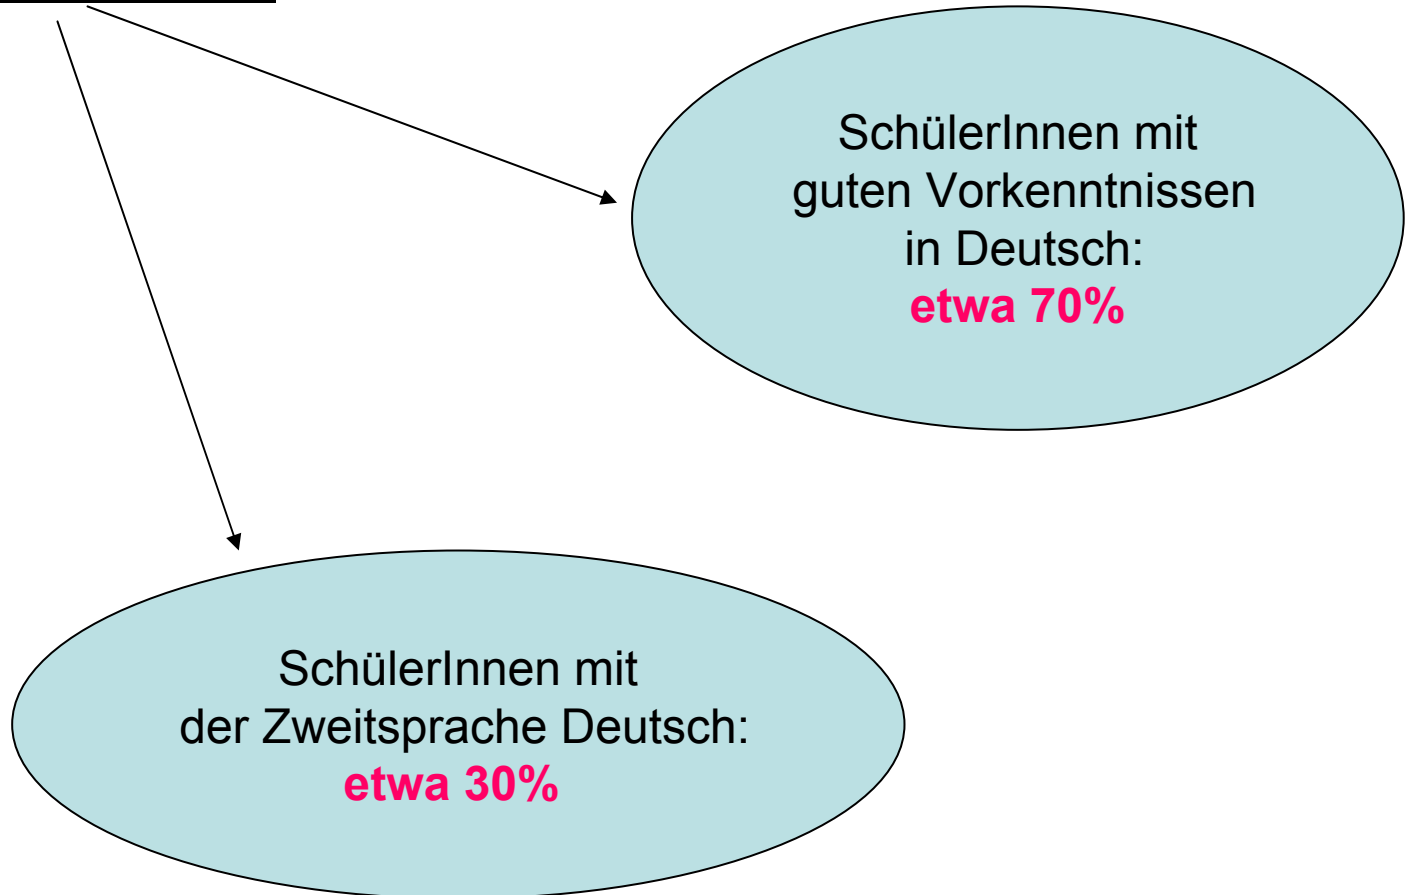 SchülerInnen mit
guten Vorkenntnissen
in Deutsch:
etwa 70%
SchülerInnen mit
der Zweitsprache Deutsch:
etwa 30%